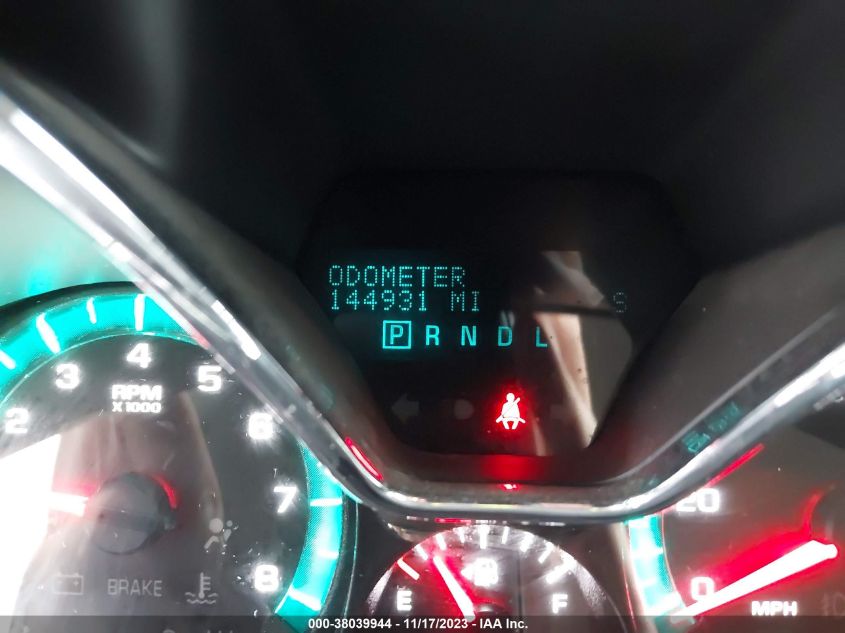 ODOMETER
144931 MI S
P R N D L
2 3 4 5 6 7 8
RPM
X1000
BRAKE
E F
20
0
MPH
000-38039944 - 11/17/2023 - IAA Inc.